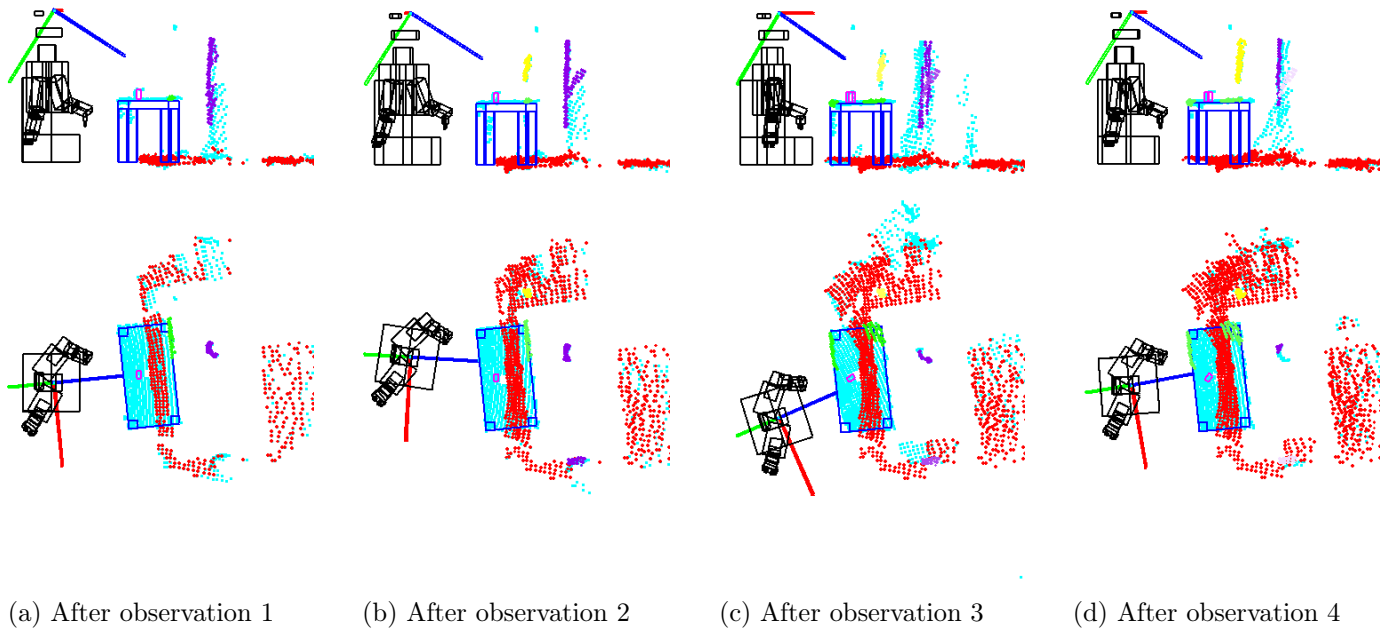 (a) After observation 1
(b) After observation 2
(c) After observation 3
(d) After observation 4